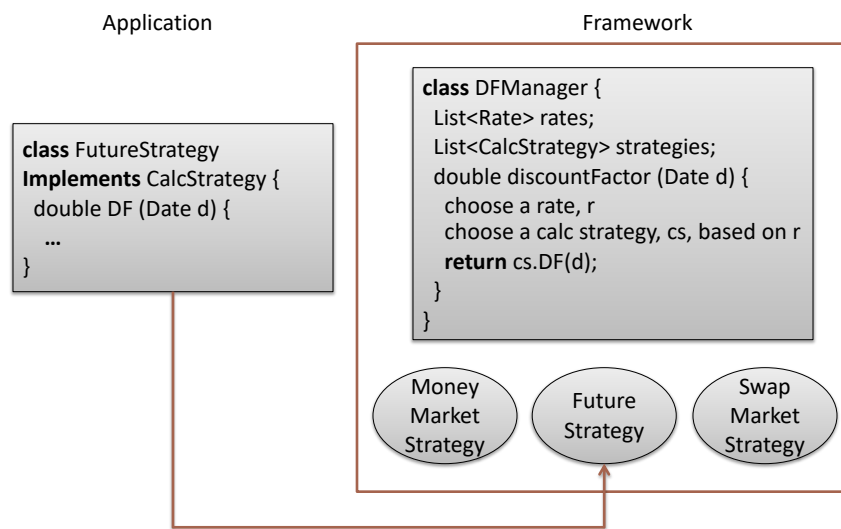 Application
Framework
class FutureStrategy
Implements CalcStrategy {
double DF (Date d) {
...
}
class DFManager {
List<Rate> rates;
List<CalcStrategy> strategies;
double discountFactor (Date d) {
choose a rate, r
choose a calc strategy, cs, based on r
return cs.DF(d);
}
}
Money
Market
Strategy
Future
Strategy
Swap
Market
Strategy